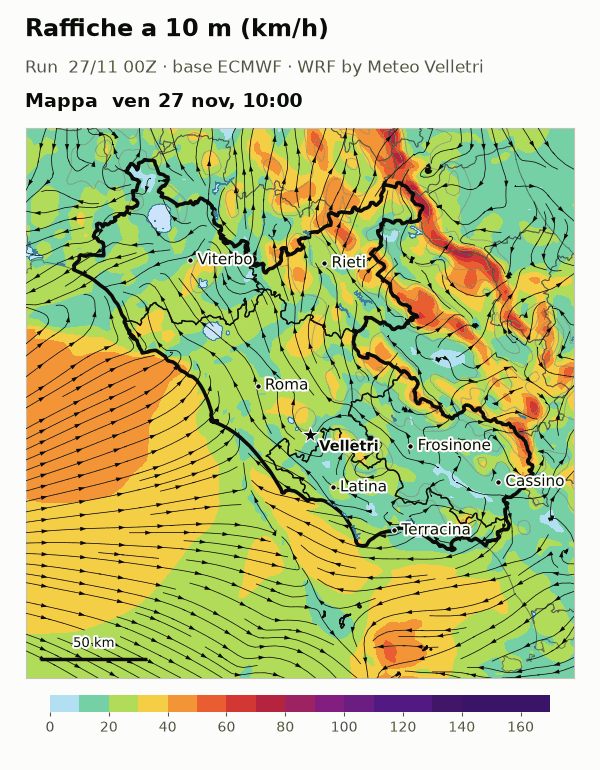 Raffiche a 10 m (km/h)
Run  27/11 00Z · base ECMWF · WRF by Meteo Velletri
Mappa  ven 27 nov, 10:00
Viterbo
Rieti
Roma
Velletri
Frosinone
Cassino
Latina
Terracina
50 km
0 20 40 60 80 100 120 140 160